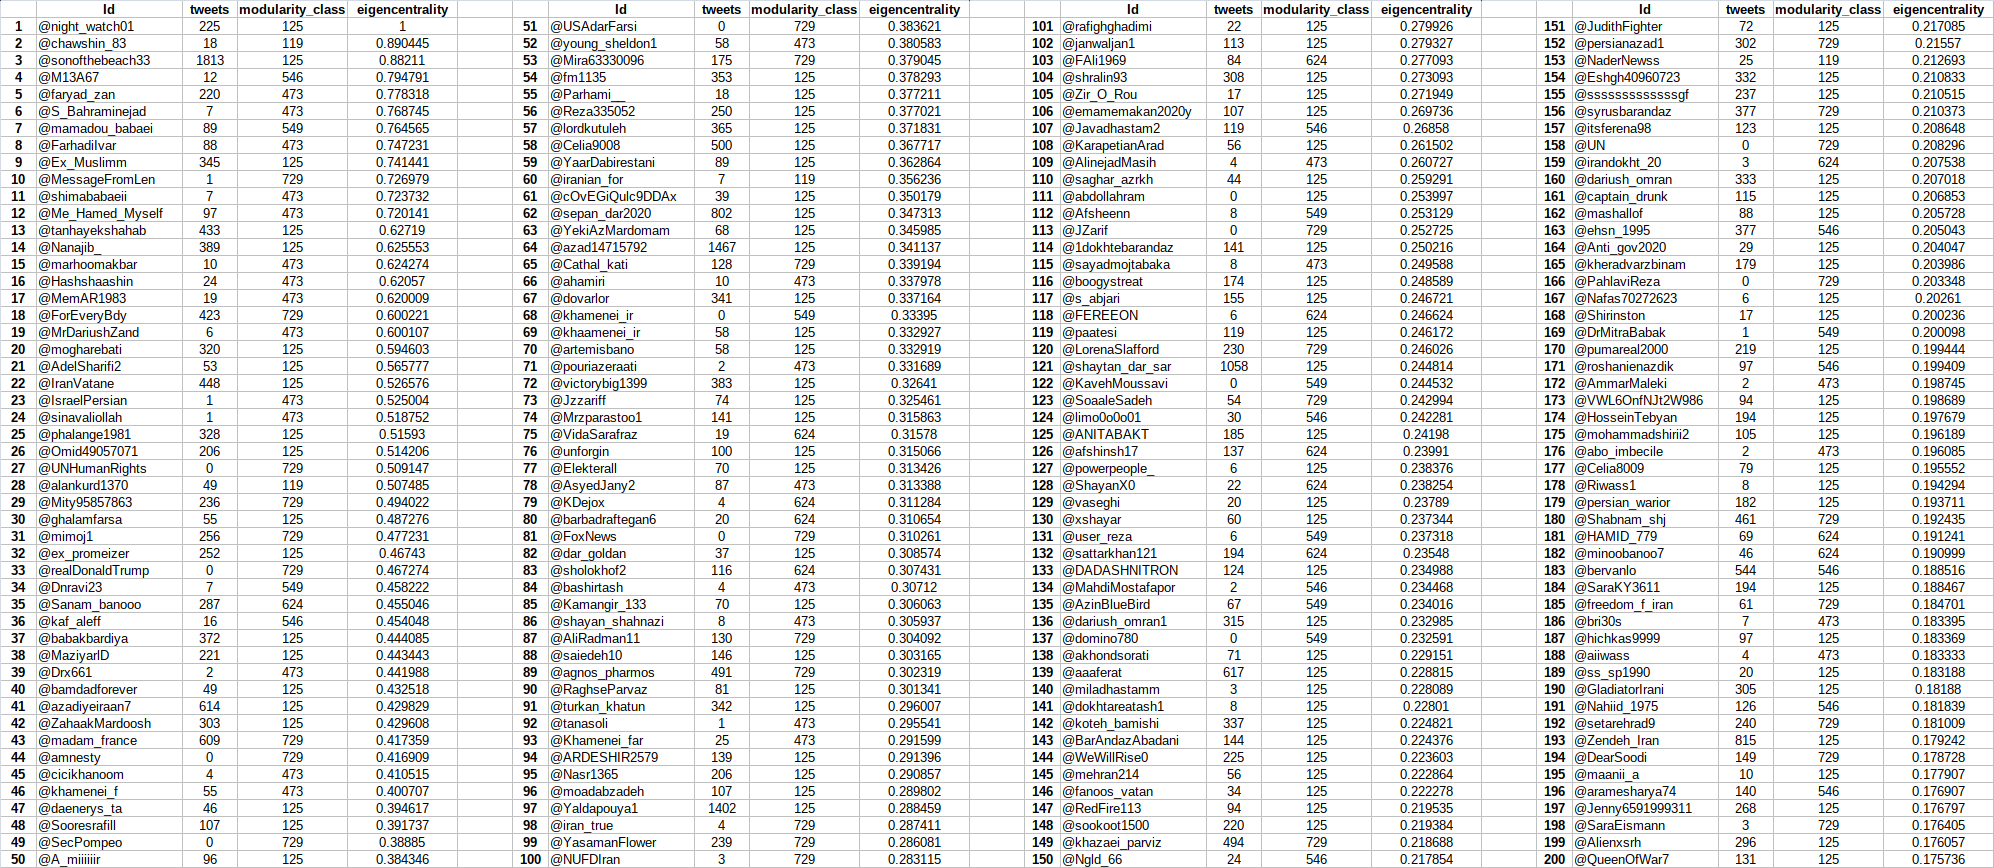 Id tweets modularity_class eigencentrality Id tweets modularity_class eigencentrality Id tweets modularity_class eigencentrality Id tweets modularity_class eigencentrality
1 @night_watch01 225 125 1 51 @USAdarFarsi 0 729 0.383621 101 @rafighghadimi 22 125 0.279926 151 @JudithFighter 72 125 0.217085
2 @chawshin_83 18 119 0.890445 52 @young_sheldon1 58 473 0.380583 102 @janwaljan1 113 125 0.279327 152 @persianazad1 302 729 0.21557
3 @sonofthebeach33 1813 125 0.88211 53 @Mira63330096 175 729 0.379045 103 @FAli1969 84 624 0.277093 153 @NaderNewss 25 119 0.212693
4 @M13A67 12 546 0.794791 54 @fm1135 353 125 0.378293 104 @shralin93 308 125 0.273093 154 @Eshgh40960723 332 125 0.210833
5 @faryad_zan 220 473 0.778318 55 @Parhami__ 18 125 0.377211 105 @Zir_O_Rou 17 125 0.271949 155 @sssssssssssssgf 237 125 0.210515
6 @S_Bahraminejad 7 473 0.768745 56 @Reza335052 250 125 0.377021 106 @emamemakan2020y 107 125 0.269736 156 @syrusbarandaz 377 729 0.210373
7 @mamadou_babaei 89 549 0.764565 57 @lordkutuleh 365 125 0.371831 107 @Javadhastam2 119 546 0.26858 157 @itsferena98 123 125 0.208648
8 @FarhadiIvar 88 473 0.747231 58 @Celia9008 500 125 0.367717 108 @KarapetianArad 56 125 0.261502 158 @UN 0 729 0.208296
9 @Ex_Muslimm 345 125 0.741441 59 @YaarDabirestani 89 125 0.362864 109 @AlinejadMasih 4 473 0.260727 159 @irandokht_20 3 624 0.207538
10 @MessageFromLen 1 729 0.726979 60 @iranian_for 7 119 0.356236 110 @saghar_azrkh 44 125 0.259291 160 @dariush_omran 333 125 0.207018
11 @shimababaeii 7 473 0.723732 61 @cOvEGiQulc9DDAx 39 125 0.350179 111 @abdollahram 0 125 0.253997 161 @captain_drunk 115 125 0.206853
12 @Me_Hamed_Myself 97 473 0.720141 62 @sepan_dar2020 802 125 0.347313 112 @Afsheenn 8 549 0.253129 162 @mashallof 88 125 0.205728
13 @tanhayekshahab 433 125 0.62719 63 @YekiAzMardomam 68 125 0.345985 113 @JZarif 0 729 0.252725 163 @ehsn_1995 377 546 0.205043
14 @Nanajib_ 389 125 0.625553 64 @azad14715792 1467 125 0.341137 114 @1dokhtebarandaz 141 125 0.250216 164 @Anti_gov2020 29 125 0.204047
15 @marhoomakbar 10 473 0.624274 65 @Cathal_kati 128 729 0.339194 115 @sayadmojtabaka 8 473 0.249588 165 @kheradvarzbinam 179 125 0.203986
16 @Hashshaashin 24 473 0.62057 66 @ahamiri 10 473 0.337978 116 @boogystreat 174 125 0.248589 166 @PahlaviReza 0 729 0.203348
17 @MemAR1983 19 473 0.620009 67 @dovarlor 341 125 0.337164 117 @s_abjari 155 125 0.246721 167 @Nafas70272623 6 125 0.20261
18 @ForEveryBdy 423 729 0.600221 68 @khamenei_ir 0 549 0.33395 118 @FEREEON 6 624 0.246624 168 @Shirinston 17 125 0.200236
19 @MrDariushZand 6 473 0.600107 69 @khaamenei_ir 58 125 0.332927 119 @paatesi 119 125 0.246172 169 @DrMitraBabak 1 549 0.200098
20 @mogharebati 320 125 0.594603 70 @artemisbano 58 125 0.332919 120 @LorenaSlafford 230 729 0.246026 170 @pumareal2000 219 125 0.199444
21 @AdelSharifi2 53 125 0.565777 71 @pouriazeraati 2 473 0.331689 121 @shaytan_dar_sar 1058 125 0.244814 171 @roshanienazdik 97 546 0.199409
22 @IranVatane 448 125 0.526576 72 @victorybig1399 383 125 0.32641 122 @KavehMoussavi 0 549 0.244532 172 @AmmarMaleki 2 473 0.198745
23 @IsraelPersian 1 473 0.525004 73 @Jzzariff 74 125 0.325461 123 @SoaaleSadeh 54 729 0.242994 173 @VWL6OnfNJt2W986 94 125 0.198689
24 @sinavaliollah 1 473 0.518752 74 @Mrzparastoo1 141 125 0.315863 124 @limo0o0o01 30 546 0.242281 174 @HosseinTebyan 194 125 0.197679
25 @phalange1981 328 125 0.51593 75 @VidaSarafraz 19 624 0.31578 125 @ANITABAKT 185 125 0.24198 175 @mohammadshirii2 105 125 0.196189
26 @Omid49057071 206 125 0.514206 76 @unforgin 100 125 0.315066 126 @afshinsh17 137 624 0.23991 176 @abo_imbecile 2 473 0.196085
27 @UNHumanRights 0 729 0.509147 77 @Elekterall 70 125 0.313426 127 @powerpeople_ 6 125 0.238376 177 @Celia8009 79 125 0.195552
28 @alankurd1370 49 119 0.507485 78 @AsyedJany2 87 473 0.313388 128 @ShayanX0 22 624 0.238254 178 @Riwass1 8 125 0.194294
29 @Mity95857863 236 729 0.494022 79 @KDejox 4 624 0.311284 129 @vaseghi 20 125 0.23789 179 @persian_warior 182 125 0.193711
30 @ghalamfarsa 55 125 0.487276 80 @barbadraftegan6 20 624 0.310654 130 @xshayar 60 125 0.237344 180 @Shabnam_shj 461 729 0.192435
31 @mimoj1 256 729 0.477231 81 @FoxNews 0 729 0.310261 131 @user_reza 6 549 0.237318 181 @HAMID_779 69 624 0.191241
32 @ex_promeizer 252 125 0.46743 82 @dar_goldan 37 125 0.308574 132 @sattarkhan121 194 624 0.23548 182 @minoobanoo7 46 624 0.190999
33 @realDonaldTrump 0 729 0.467274 83 @sholokhof2 116 624 0.307431 133 @DADASHNITRON 124 125 0.234988 183 @bervanlo 544 546 0.188516
34 @Dnravi23 7 549 0.458222 84 @bashirtash 4 473 0.30712 134 @MahdiMostafapor 2 546 0.234468 184 @SaraKY3611 194 125 0.188467
35 @Sanam_banooo 287 624 0.455046 85 @Kamangir_133 70 125 0.306063 135 @AzinBlueBird 67 549 0.234016 185 @freedom_f_iran 61 729 0.184701
36 @kaf_aleff 16 546 0.454048 86 @shayan_shahnazi 8 473 0.305937 136 @dariush_omran1 315 125 0.232985 186 @bri30s 7 473 0.183395
37 @babakbardiya 372 125 0.444085 87 @AliRadman11 130 729 0.304092 137 @domino780 0 549 0.232591 187 @hichkas9999 97 125 0.183369
38 @MaziyarID 221 125 0.443443 88 @saiedeh10 146 125 0.303165 138 @akhondsorati 71 125 0.229151 188 @aiiwass 4 473 0.183333
39 @Drx661 2 473 0.441988 89 @agnos_pharmos 491 729 0.302319 139 @aaaferat 617 125 0.228815 189 @ss_sp1990 20 125 0.183188
40 @bamdadforever 49 125 0.432518 90 @RaghseParvaz 81 125 0.301341 140 @miladhastamm 3 125 0.228089 190 @GladiatorIrani 305 125 0.18188
41 @azadiyeiraan7 614 125 0.429829 91 @turkan_khatun 342 125 0.296007 141 @dokhtareatash1 8 125 0.22801 191 @Nahiid_1975 126 546 0.181839
42 @ZahaakMardoosh 303 125 0.429608 92 @tanasoli 1 473 0.295541 142 @koteh_bamishi 337 125 0.224821 192 @setarehrad9 240 729 0.181009
43 @madam_france 609 729 0.417359 93 @Khamenei_far 25 473 0.291599 143 @BarAndazAbadani 144 125 0.224376 193 @Zendeh_Iran 815 125 0.179242
44 @amnesty 0 729 0.416909 94 @ARDESHIR2579 139 125 0.291396 144 @WeWillRise0 225 125 0.223603 194 @DearSoodi 149 729 0.178728
45 @cicikhanoom 4 473 0.410515 95 @Nasr1365 206 125 0.290857 145 @mehran214 56 125 0.222864 195 @maanii_a 10 125 0.177907
46 @khamenei_f 55 473 0.400707 96 @moadabzadeh 107 125 0.289802 146 @fanoos_vatan 34 125 0.222278 196 @aramesharya74 140 546 0.176907
47 @daenerys_ta 46 125 0.394617 97 @Yaldapouya1 1402 125 0.288459 147 @RedFire113 94 125 0.219535 197 @Jenny6591999311 268 125 0.176797
48 @Sooresrafill 107 125 0.391737 98 @iran_true 4 729 0.287411 148 @sookoot1500 220 125 0.219384 198 @SaraEismann 3 729 0.176405
49 @SecPompeo 0 729 0.38885 99 @YasamanFlower 239 729 0.286081 149 @khazaei_parviz 494 729 0.218688 199 @Alienxsrh 296 125 0.176057
50 @A_miiiiiir 96 125 0.384346 100 @NUFDIran 3 729 0.283115 150 @Ngld_66 24 546 0.217854 200 @QueenOfWar7 131 125 0.175736